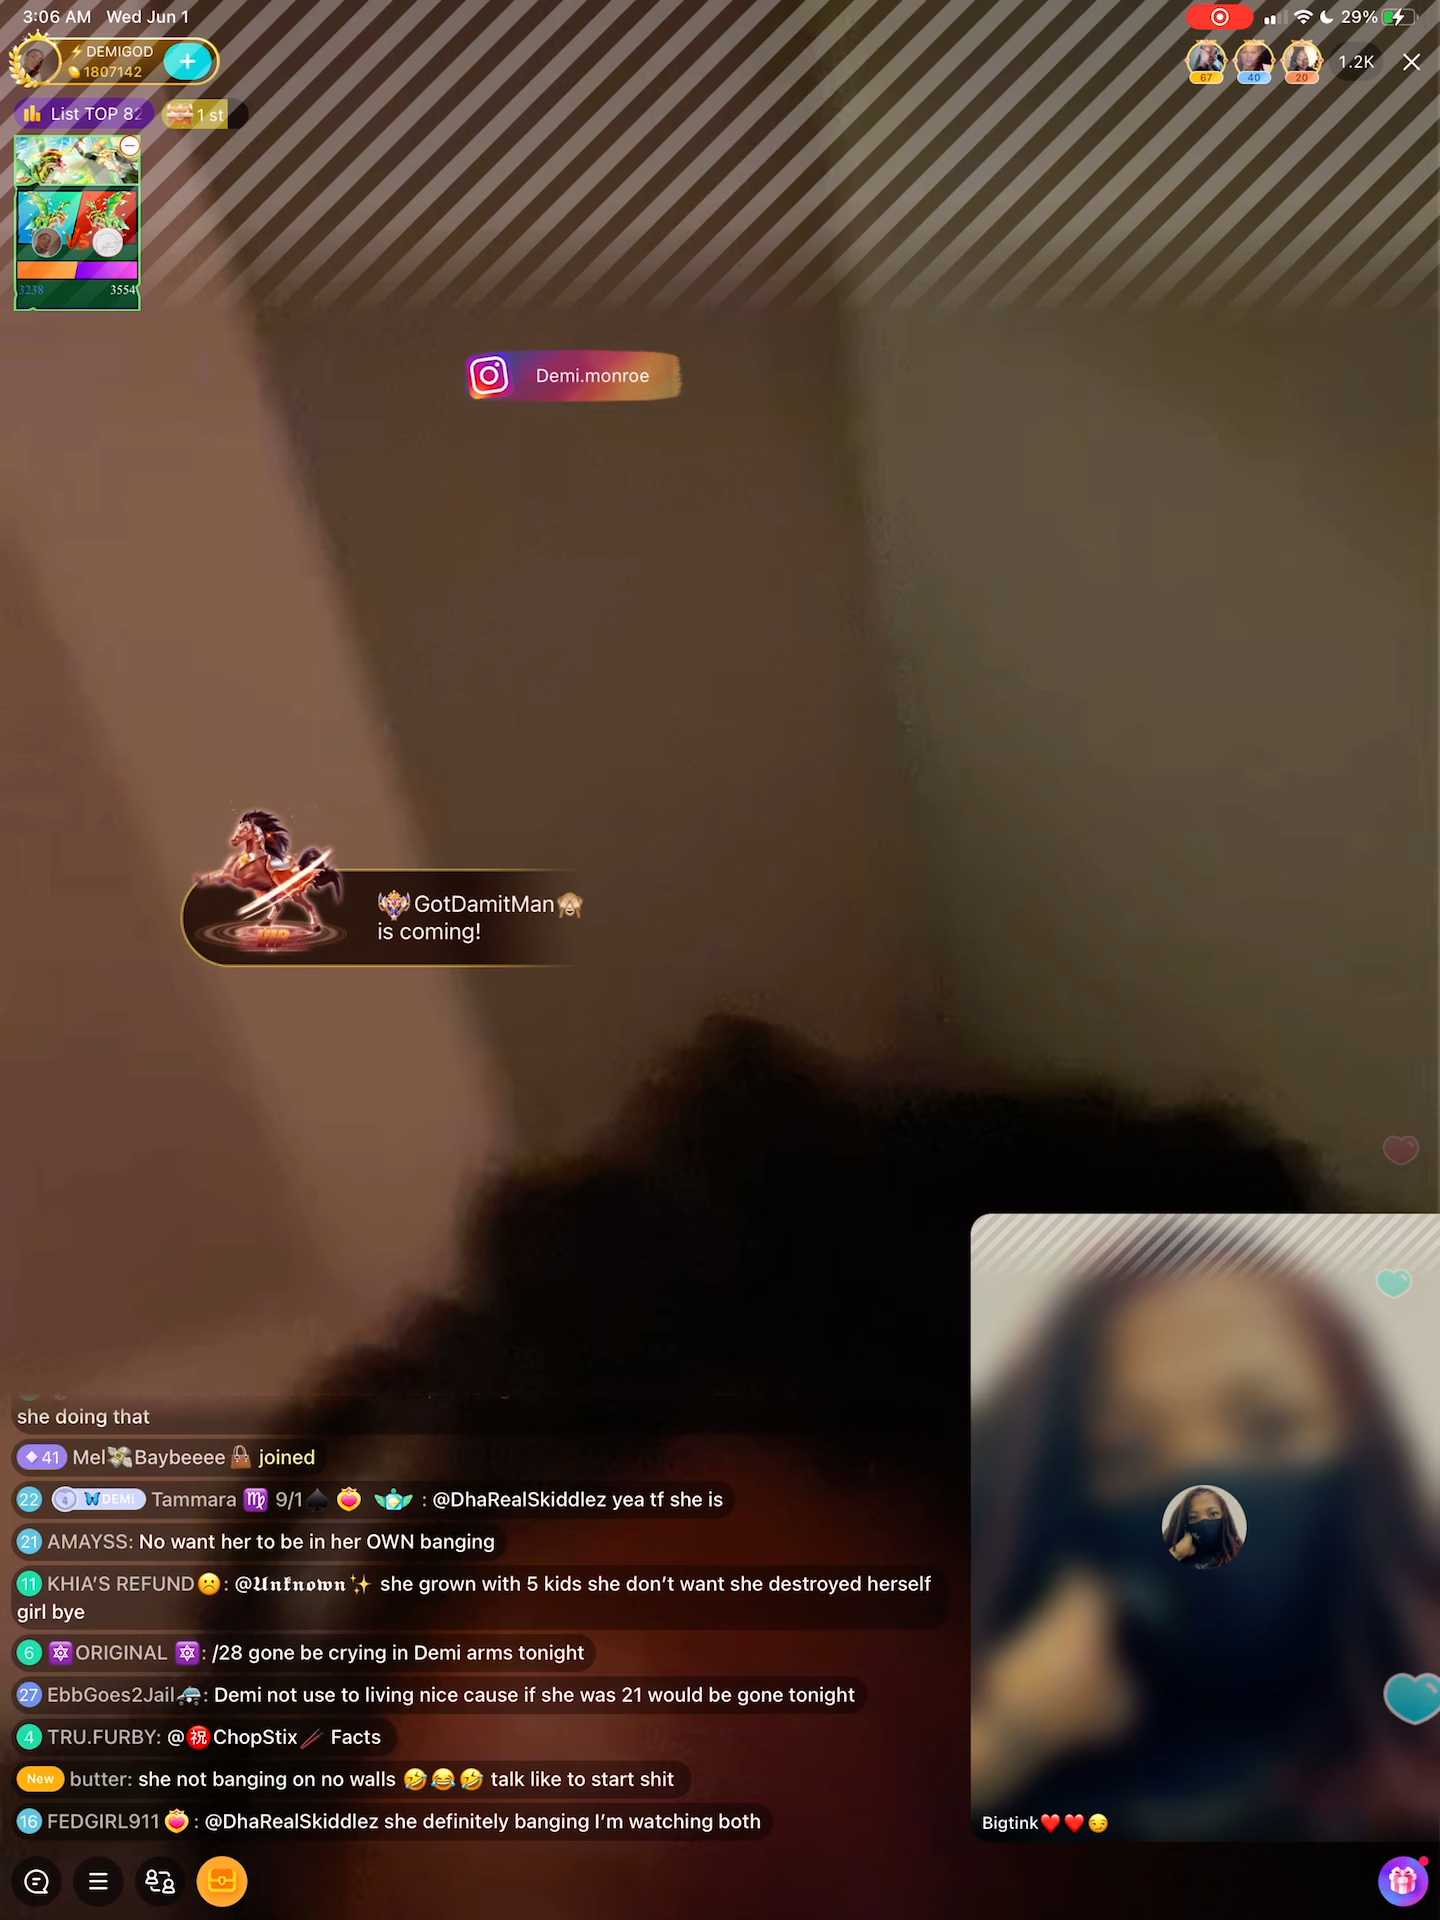 3:06 AM Wed Jun 1
29%
⚡DEMIGOD
1807142
67
40
20
1.2K
List TOP 82
1 st
VS
3238
3554
Demi.monroe
GotDamitMan🙈
is coming!
VIP
she doing that
41 Mel💸Baybeeee👜 joined
22 4 🦋DEMI Tammara ♍ 9/1♠️ : @DhaRealSkiddlez yea tf she is
21 AMAYSS: No want her to be in her OWN banging
11 KHIA’S REFUND☹️: @𝖀𝖓𝖐𝖓𝖔𝖜𝖓✨ she grown with 5 kids she don’t want she destroyed herself
girl bye
6 🔯ORIGINAL 🔯: /28 gone be crying in Demi arms tonight
27 EbbGoes2Jail🚓: Demi not use to living nice cause if she was 21 would be gone tonight
4 TRU.FURBY: @㊗️ChopStix🥢 Facts
New butter: she not banging on no walls 🤣😂🤣 talk like to start shit
16 FEDGIRL911 : @DhaRealSkiddlez she definitely banging I’m watching both
Bigtink❤️❤️😏